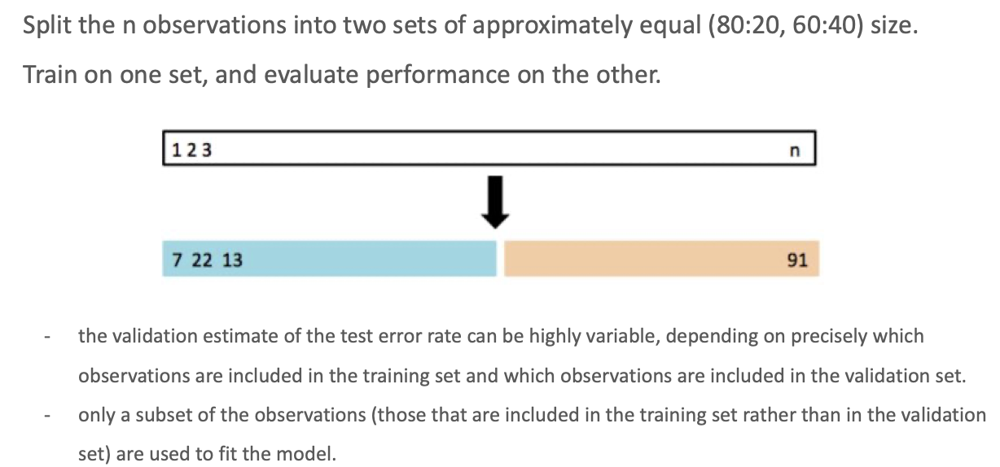 Split the n observations into two sets of approximately equal (80:20, 60:40) size.
Train on one set, and evaluate performance on the other.
1 2 3 n
7 22 13 91
- the validation estimate of the test error rate can be highly variable, depending on precisely which
observations are included in the training set and which observations are included in the validation set.
- only a subset of the observations (those that are included in the training set rather than in the validation
set) are used to fit the model.